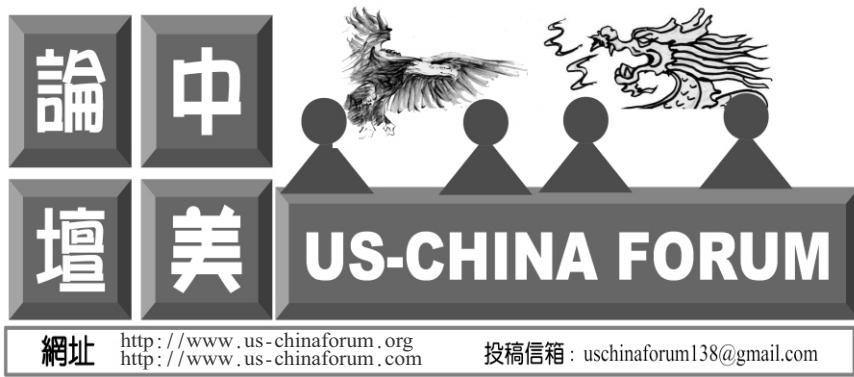 中美
論壇
US-CHINA FORUM
網址 http://www.us-chinaforum.org
http://www.us-chinaforum.com
投稿信箱：uschinaforum138@gmail.com